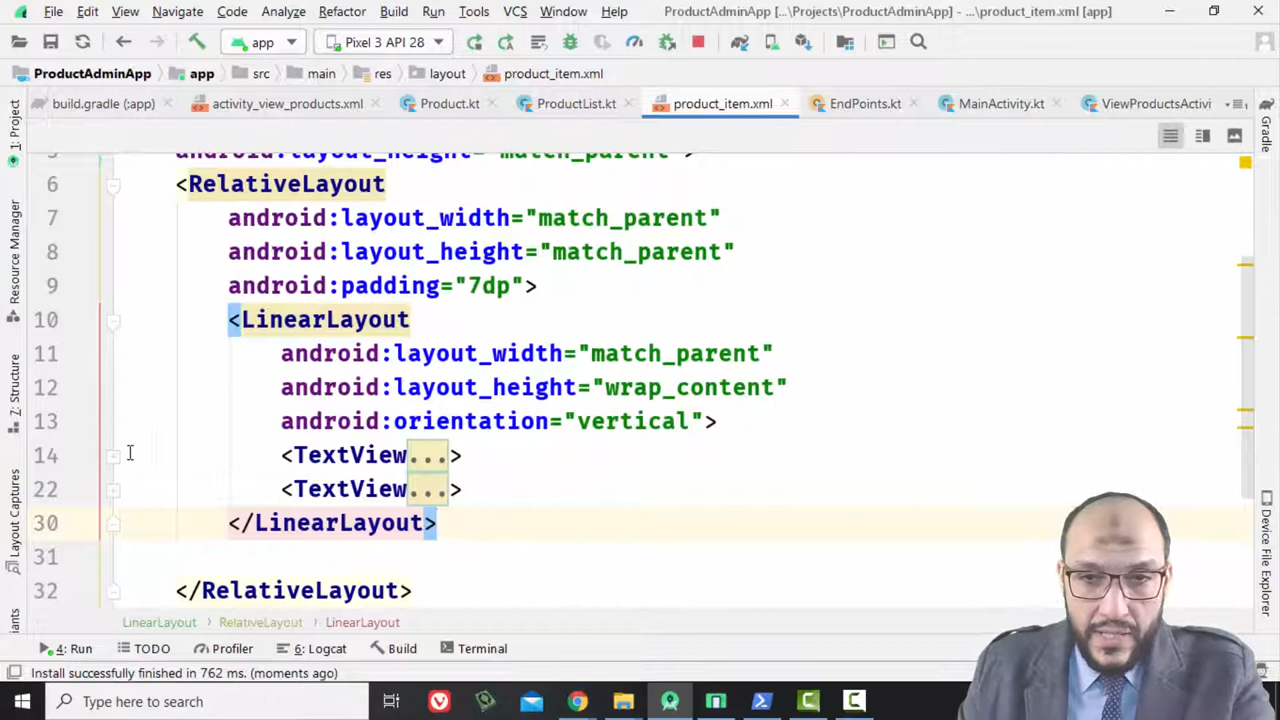 File Edit View Navigate Code Analyze Refactor Build Run Tools VCS Window Help ProductAdminApp [...\Projects\ProductAdminApp] - ...\product_item.xml [app]
app Pixel 3 API 28
ProductAdminApp app src main res layout product_item.xml
build.gradle (:app) activity_view_products.xml Product.kt ProductList.kt product_item.xml EndPoints.kt MainActivity.kt ViewProductsActivi
1: Project
Resource Manager
7: Structure
Layout Captures
Gradle
Device File Explorer
android:layout_height="match_parent">
6 <RelativeLayout
7 android:layout_width="match_parent"
8 android:layout_height="match_parent"
9 android:padding="7dp">
10 <LinearLayout
11 android:layout_width="match_parent"
12 android:layout_height="wrap_content"
13 android:orientation="vertical">
14 <TextView...>
22 <TextView...>
30 </LinearLayout>
31
32 </RelativeLayout>
LinearLayout RelativeLayout LinearLayout
4: Run TODO Profiler 6: Logcat Build Terminal
Install successfully finished in 762 ms. (moments ago)
Type here to search